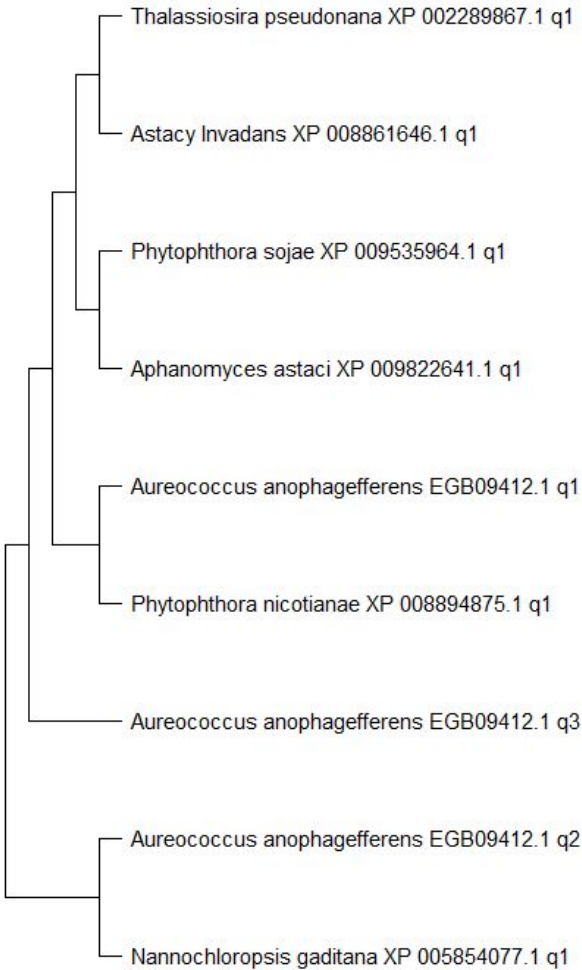 Thalassiosira pseudonana XP 002289867.1 q1
Astacy Invadans XP 008861646.1 q1
Phytophthora sojae XP 009535964.1 q1
Aphanomyces astaci XP 009822641.1 q1
Aureococcus anophagefferens EGB09412.1 q1
Phytophthora nicotianae XP 008894875.1 q1
Aureococcus anophagefferens EGB09412.1 q3
Aureococcus anophagefferens EGB09412.1 q2
Nannochloropsis gaditana XP 005854077.1 q1